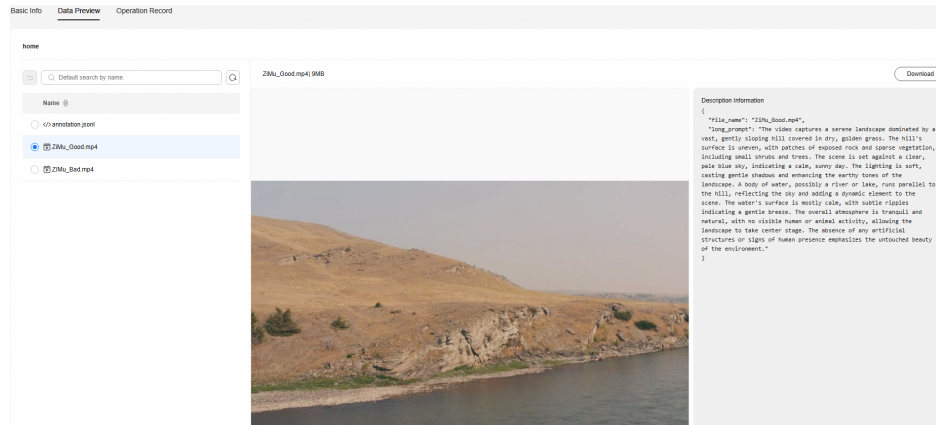 Basic Info Data Preview Operation Record
home
Default search by name.
ZiMu_Good.mp4| 9MB
Download
Name
</> annotation.jsonl
ZiMu_Good.mp4
ZiMu_Bad.mp4
Description Information
{
"file_name": "ZiMu_Good.mp4",
"long_prompt": "The video captures a serene landscape dominated by a
vast, gently sloping hill covered in dry, golden grass. The hill's
surface is uneven, with patches of exposed rock and sparse vegetation,
including small shrubs and trees. The scene is set against a clear,
pale blue sky, indicating a calm, sunny day. The lighting is soft,
casting gentle shadows and enhancing the earthy tones of the
landscape. A body of water, possibly a river or lake, runs parallel to
the hill, reflecting the sky and adding a dynamic element to the
scene. The water's surface is mostly calm, with subtle ripples
indicating a gentle breeze. The overall atmosphere is tranquil and
natural, with no visible human or animal activity, allowing the
landscape to take center stage. The absence of any artificial
structures or signs of human presence emphasizes the untouched beauty
of the environment."
}